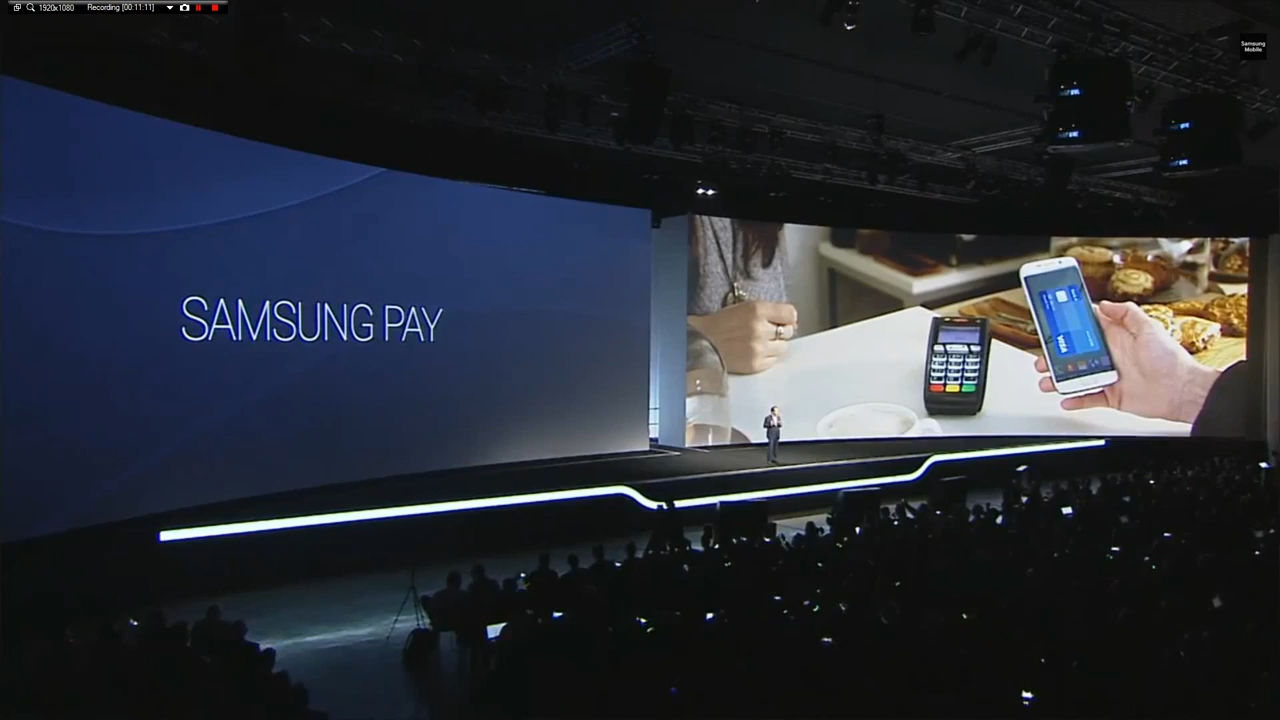 1920x1080 Recording [00:11:11]
Samsung
Mobile
SAMSUNG PAY
VISA